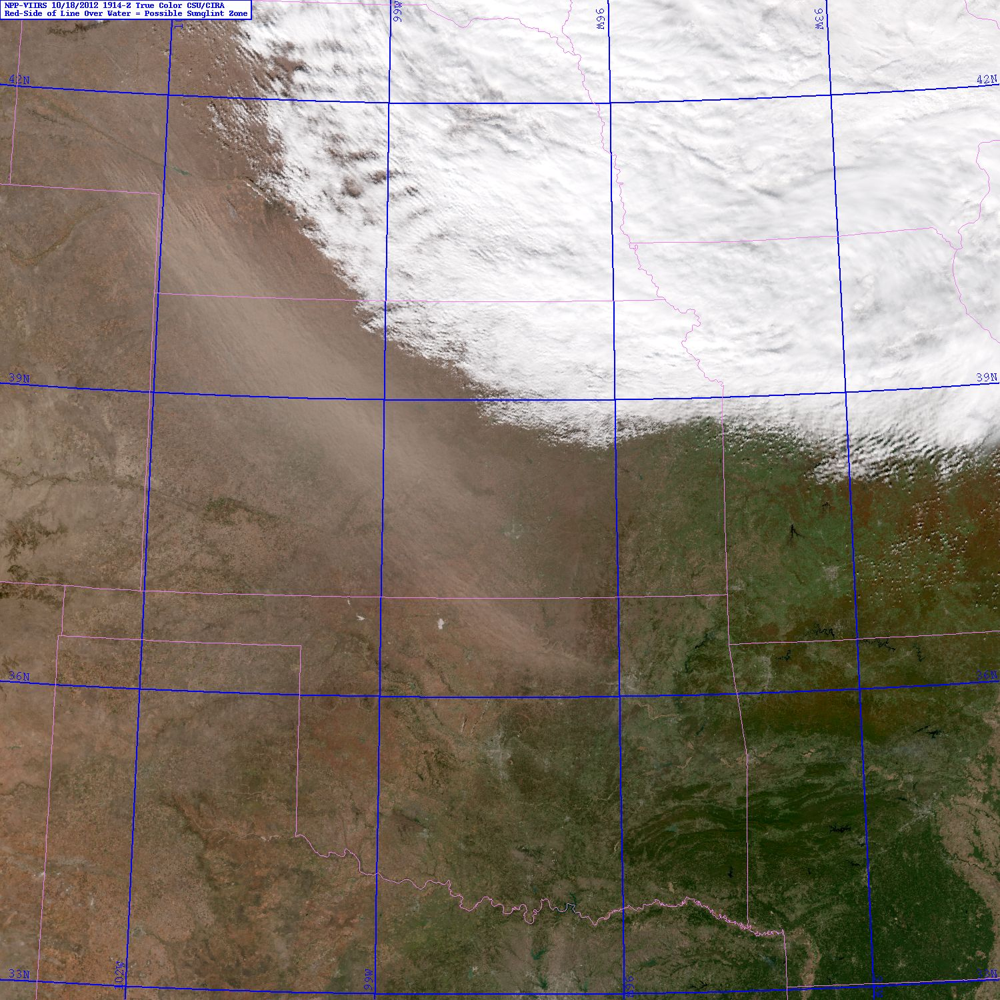 NPP-VIIRS 10/18/2012 1914-Z True Color CSU/CIRA
Red-Side of Line Over Water = Possible Sunglint Zone
99W
96W
93W
42N
42N
39N
39N
36N
36N
33N
33N
102W
99W
96W